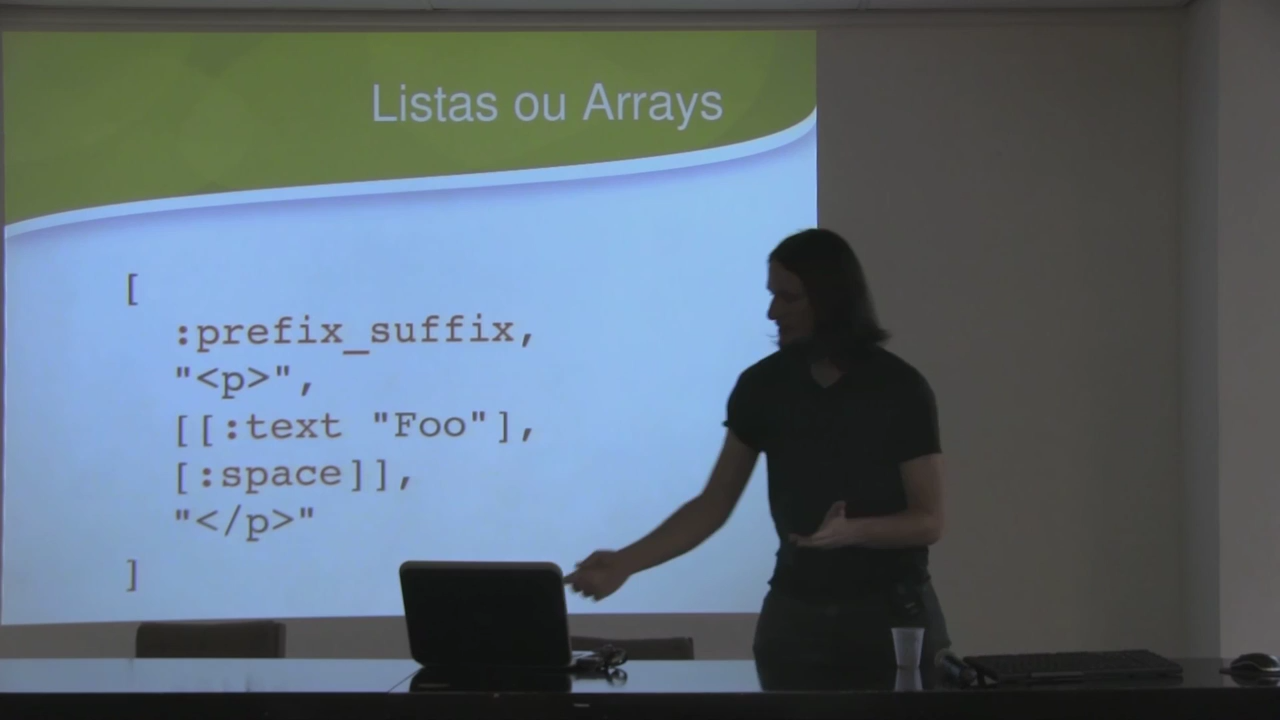 Listas ou Arrays
[
:prefix_suffix,
"<p>",
[[:text "Foo"],
[:space]],
"</p>"
]